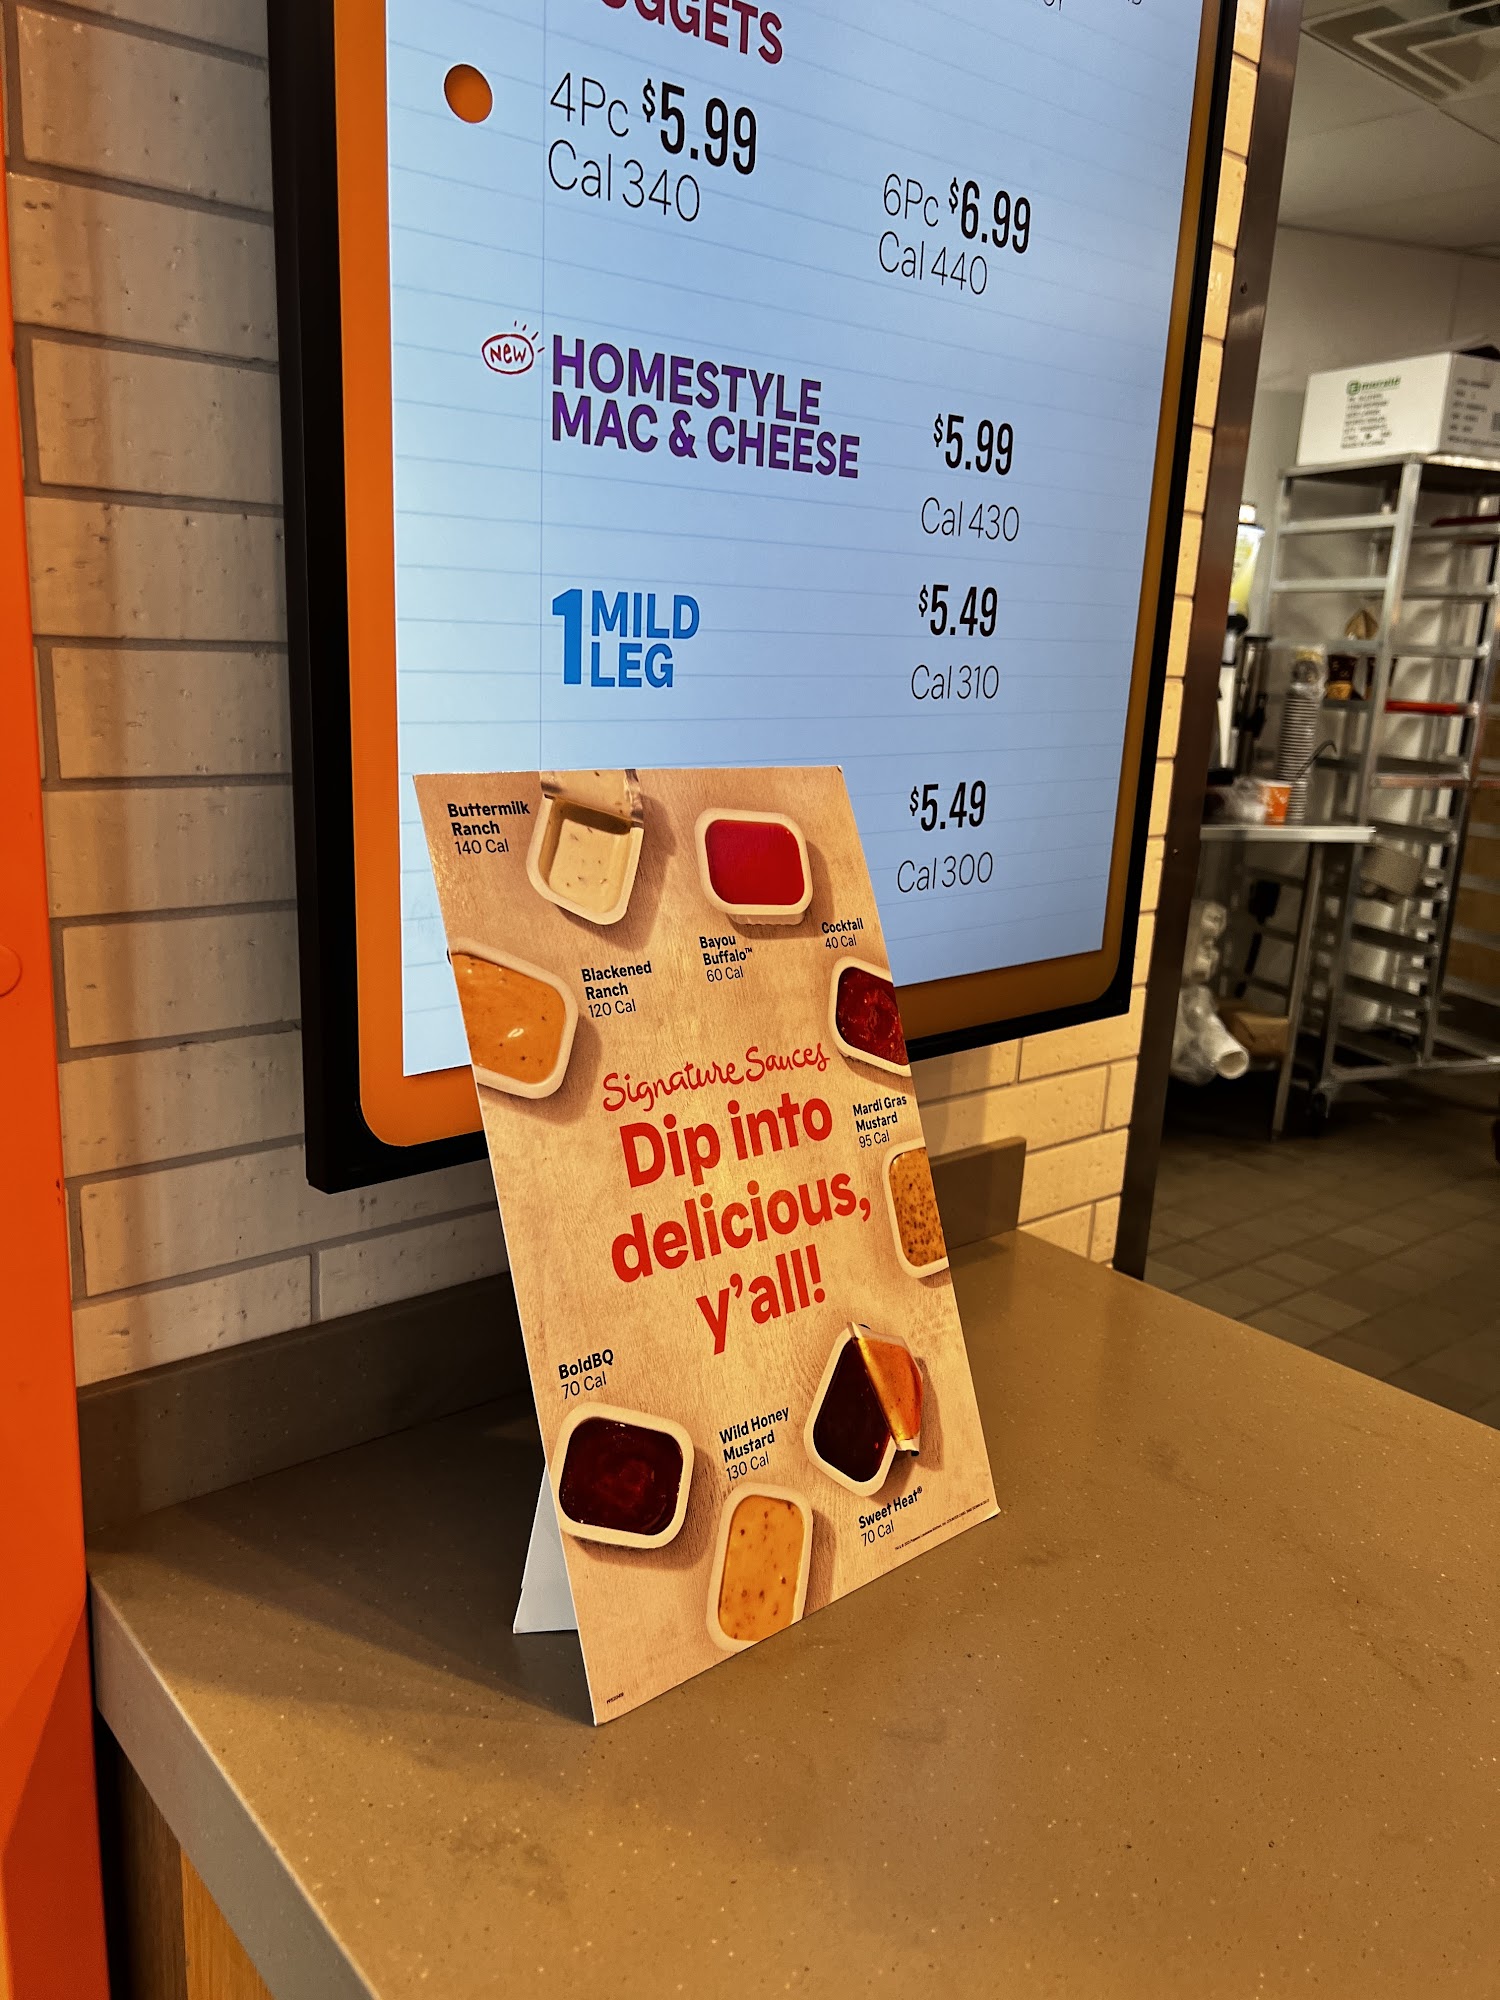 4Pc $5.99
Cal 340
6Pc $6.99
Cal 440
New
HOMESTYLE
MAC & CHEESE
$5.99
Cal 430
1 MILD
LEG
$5.49
Cal 310
$5.49
Cal 300
Buttermilk
Ranch
140 Cal
Blackened
Ranch
120 Cal
Bayou
Buffalo™
60 Cal
Cocktail
40 Cal
Mardi Gras
Mustard
95 Cal
Signature Sauces
Dip into
delicious,
y'all!
BoldBQ
70 Cal
Wild Honey
Mustard
130 Cal
Sweet Heat®
70 Cal